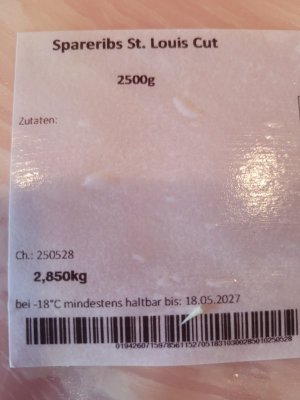 Spareribs St. Louis Cut
2500g
Zutaten:
Ch.: 250528
2,850kg
bei -18°C mindestens haltbar bis: 18.05.2027